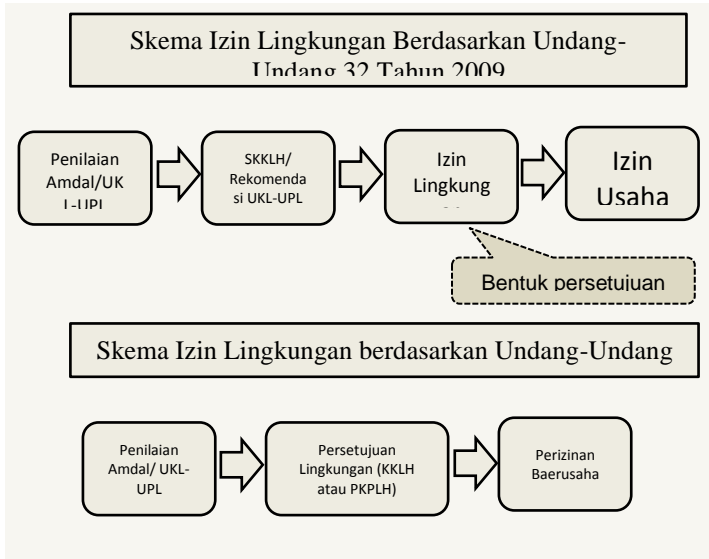 Skema Izin Lingkungan Berdasarkan Undang-
Undang 32 Tahun 2009
Penilaian
Amdal/UK
L-UPL
SKKLH/
Rekomenda
si UKL-UPL
Izin
Lingkung
Izin
Usaha
Bentuk persetujuan
Skema Izin Lingkungan berdasarkan Undang-Undang
Penilaian
Amdal/ UKL-
UPL
Persetujuan
Lingkungan (KKLH
atau PKPLH)
Perizinan
Baerusaha